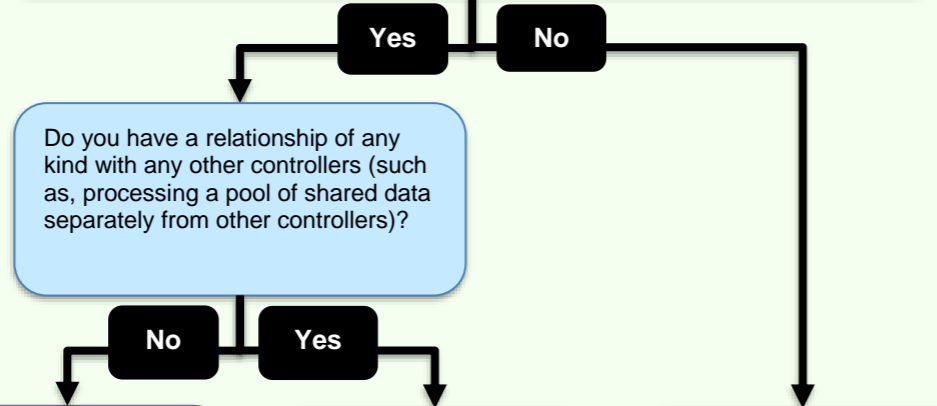 Yes
No
Do you have a relationship of any
kind with any other controllers (such
as, processing a pool of shared data
separately from other controllers)?
No
Yes